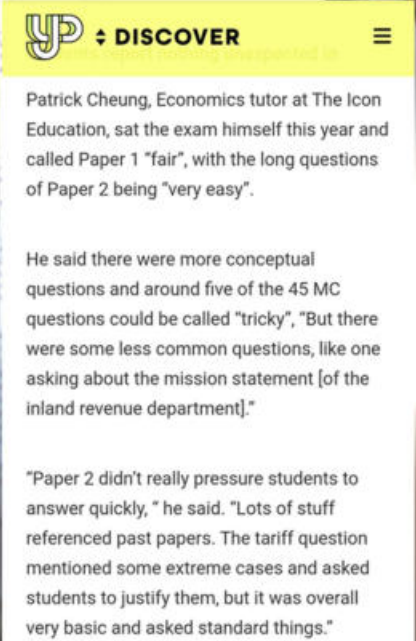 YP DISCOVER
Patrick Cheung, Economics tutor at The Icon
Education, sat the exam himself this year and
called Paper 1 “fair”, with the long questions
of Paper 2 being “very easy”.
He said there were more conceptual
questions and around five of the 45 MC
questions could be called “tricky”, “But there
were some less common questions, like one
asking about the mission statement [of the
inland revenue department].”
“Paper 2 didn’t really pressure students to
answer quickly, “ he said. “Lots of stuff
referenced past papers. The tariff question
mentioned some extreme cases and asked
students to justify them, but it was overall
very basic and asked standard things.”